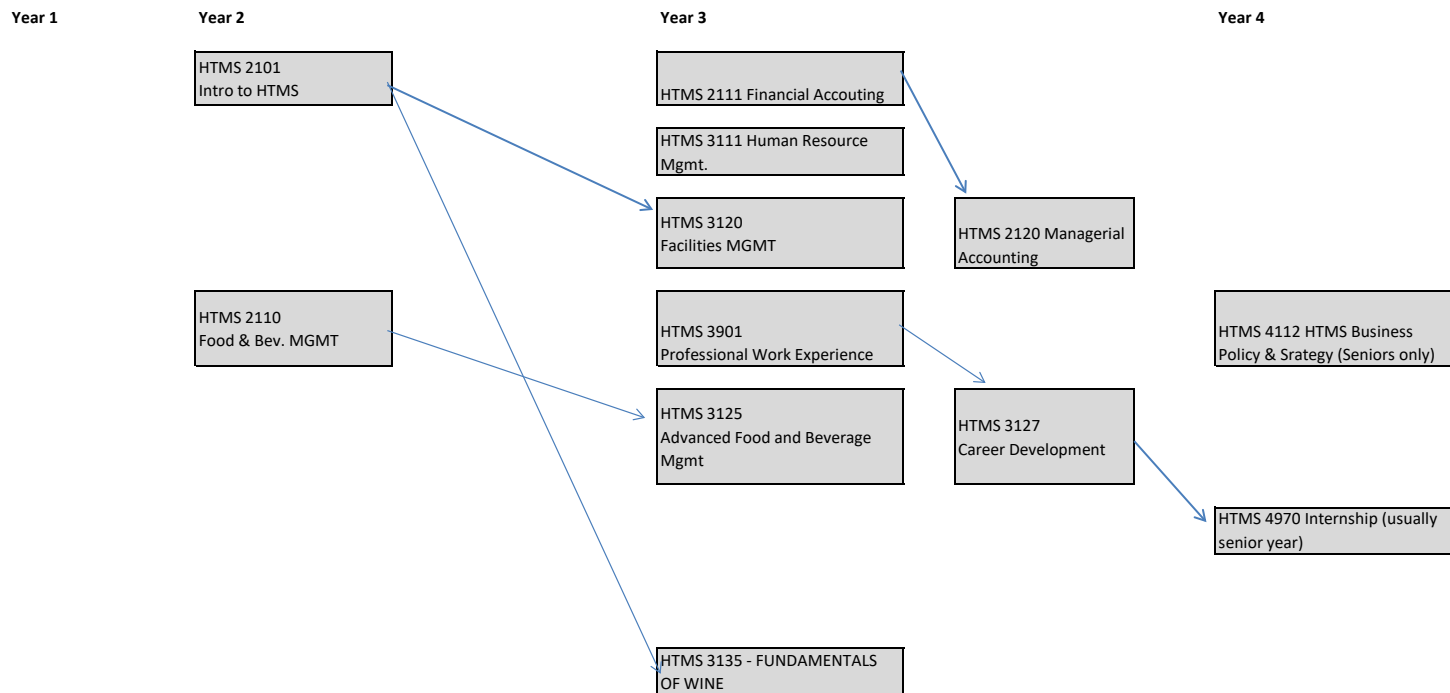 Year 1
Year 2
Year 3
Year 4
HTMS 2101
Intro to HTMS
HTMS 2111 Financial Accouting
HTMS 3111 Human Resource
Mgmt.
HTMS 3120
Facilities MGMT
HTMS 2120 Managerial
Accounting
HTMS 2110
Food & Bev. MGMT
HTMS 3901
Professional Work Experience
HTMS 4112 HTMS Business
Policy & Srategy (Seniors only)
HTMS 3125
Advanced Food and Beverage
Mgmt
HTMS 3127
Career Development
HTMS 4970 Internship (usually
senior year)
HTMS 3135 - FUNDAMENTALS
OF WINE